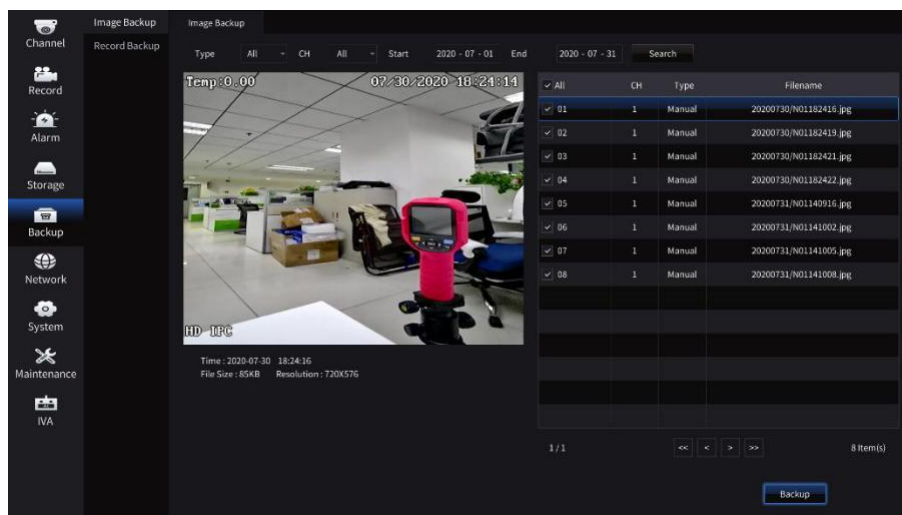 Channel
Record
Alarm
Storage
Backup
Network
System
Maintenance
IVA
Image Backup
Record Backup
Image Backup
Type All CH All Start 2020 - 07 - 01 End 2020 - 07 - 31 Search
Temp:0.00 07/30/2020 18:24:14
HD IPC
Time : 2020-07-30 18:24:16
File Size : 85KB Resolution : 720X576
All CH Type Filename
01 1 Manual 20200730/N01182416.jpg
02 1 Manual 20200730/N01182419.jpg
03 1 Manual 20200730/N01182421.jpg
04 1 Manual 20200730/N01182422.jpg
05 1 Manual 20200731/N01140916.jpg
06 1 Manual 20200731/N01141002.jpg
07 1 Manual 20200731/N01141005.jpg
08 1 Manual 20200731/N01141008.jpg
1/1 << < > >> 8 Item(s)
Backup